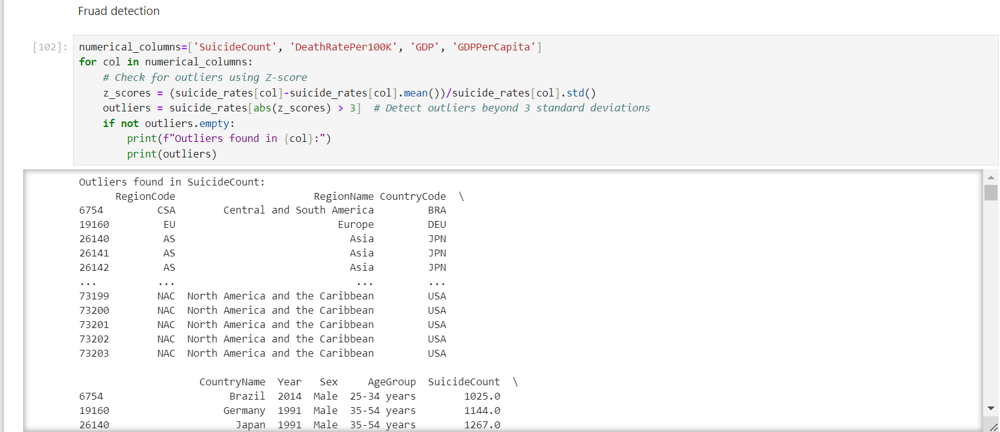 Fruad detection
[102]: numerical_columns=['SuicideCount', 'DeathRatePer100K', 'GDP', 'GDPPerCapita']
for col in numerical_columns:
    # Check for outliers using Z-score
    z_scores = (suicide_rates[col]-suicide_rates[col].mean())/suicide_rates[col].std()
    outliers = suicide_rates[abs(z_scores) > 3]  # Detect outliers beyond 3 standard deviations
    if not outliers.empty:
        print(f"Outliers found in {col}:")
        print(outliers)
Outliers found in SuicideCount:
      RegionCode                       RegionName CountryCode  \
6754         CSA        Central and South America         BRA
19160         EU                           Europe         DEU
26140         AS                             Asia         JPN
26141         AS                             Asia         JPN
26142         AS                             Asia         JPN
...          ...                              ...         ...
73199        NAC  North America and the Caribbean         USA
73200        NAC  North America and the Caribbean         USA
73201        NAC  North America and the Caribbean         USA
73202        NAC  North America and the Caribbean         USA
73203        NAC  North America and the Caribbean         USA
                    CountryName  Year   Sex     AgeGroup  SuicideCount  \
6754                     Brazil  2014  Male  25-34 years        1025.0
19160                   Germany  1991  Male  35-54 years        1144.0
26140                     Japan  1991  Male  35-54 years        1267.0